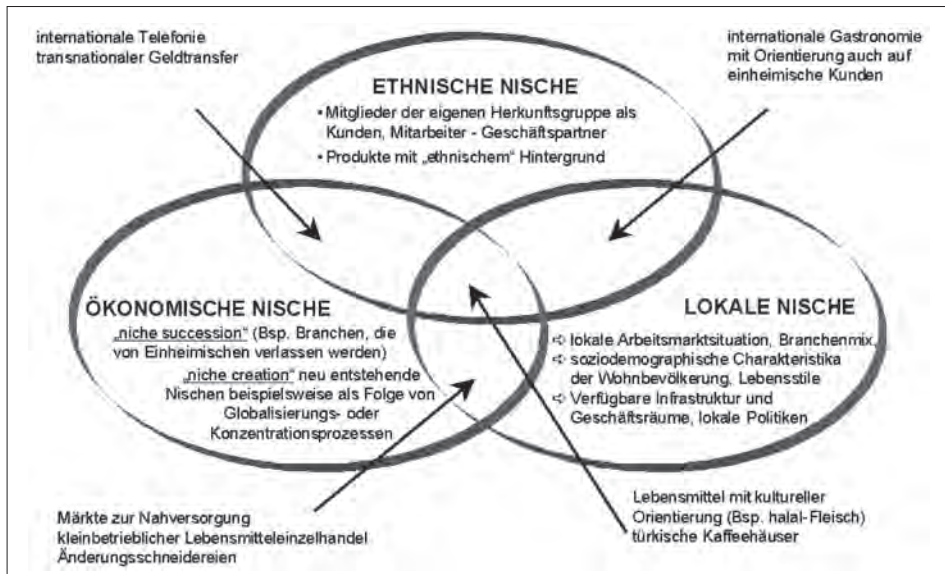 internationale Telefonie
transnationaler Geldtransfer
internationale Gastronomie
mit Orientierung auch auf
einheimische Kunden
ETHNISCHE NISCHE
• Mitglieder der eigenen Herkunftsgruppe als
Kunden, Mitarbeiter - Geschäftspartner
• Produkte mit „ethnischem" Hintergrund
ÖKONOMISCHE NISCHE
„niche succession" (Bsp. Branchen, die
von Einheimischen verlassen werden)
„niche creation" neu entstehende
Nischen beispielsweise als Folge von
Globalisierungs- oder
Konzentrationsprozessen
LOKALE NISCHE
⇨ lokale Arbeitsmarktsituation, Branchenmix,
⇨ soziodemographische Charakteristika
der Wohnbevölkerung, Lebensstile
⇨ Verfügbare Infrastruktur und
Geschäftsräume, lokale Politiken
Märkte zur Nahversorgung
kleinbetrieblicher Lebensmitteleinzelhandel
Änderungsschneidereien
Lebensmittel mit kultureller
Orientierung (Bsp. halal-Fleisch)
türkische Kaffeehäuser